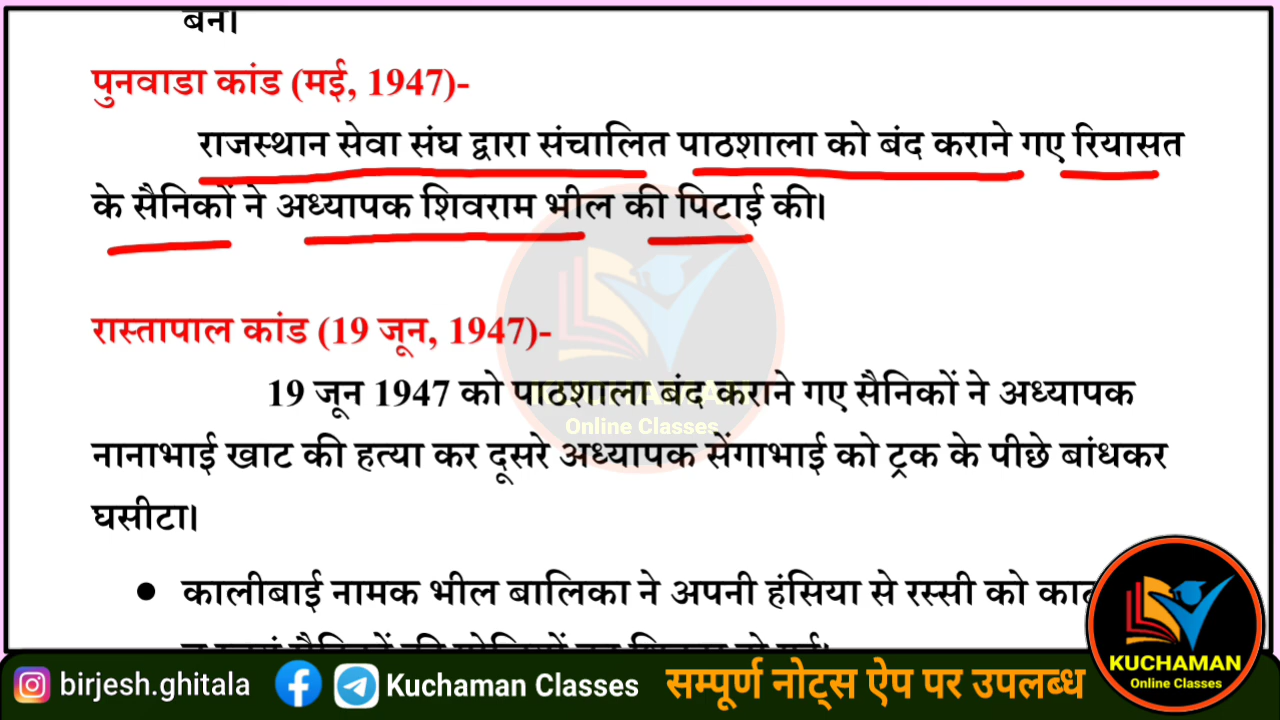 बने।
पुनवाडा कांड (मई, 1947)-
राजस्थान सेवा संघ द्वारा संचालित पाठशाला को बंद कराने गए रियासत
के सैनिकों ने अध्यापक शिवराम भील की पिटाई की।
रास्तापाल कांड (19 जून, 1947)-
19 जून 1947 को पाठशाला बंद कराने गए सैनिकों ने अध्यापक
नानाभाई खाट की हत्या कर दूसरे अध्यापक सेंगाभाई को ट्रक के पीछे बांधकर
घसीटा।
• कालीबाई नामक भील बालिका ने अपनी हंसिया से रस्सी को
KUCHAMAN
Online Classes
KUCHAMAN
Online Classes
birjesh.ghitala
Kuchaman Classes
सम्पूर्ण नोट्स ऐप पर उपलब्ध